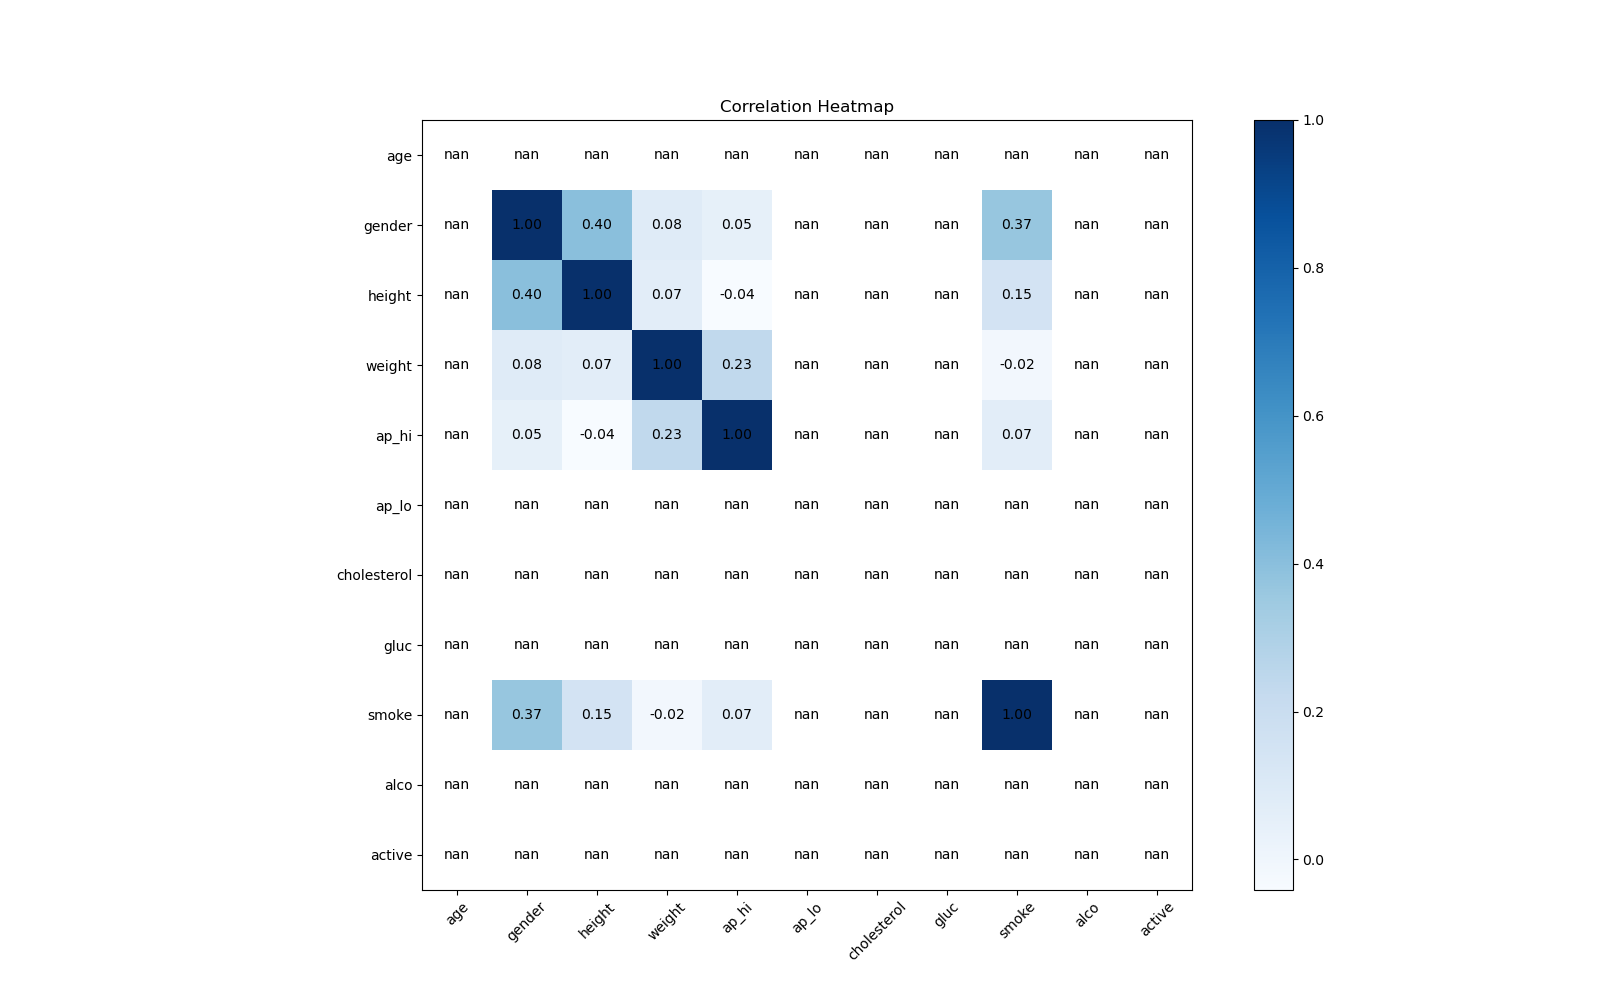 Correlation Heatmap
age nan nan nan nan nan nan nan nan nan nan nan
gender nan 1.00 0.40 0.08 0.05 nan nan nan 0.37 nan nan
height nan 0.40 1.00 0.07 -0.04 nan nan nan 0.15 nan nan
weight nan 0.08 0.07 1.00 0.23 nan nan nan -0.02 nan nan
ap_hi nan 0.05 -0.04 0.23 1.00 nan nan nan 0.07 nan nan
ap_lo nan nan nan nan nan nan nan nan nan nan nan
cholesterol nan nan nan nan nan nan nan nan nan nan nan
gluc nan nan nan nan nan nan nan nan nan nan nan
smoke nan 0.37 0.15 -0.02 0.07 nan nan nan 1.00 nan nan
alco nan nan nan nan nan nan nan nan nan nan nan
active nan nan nan nan nan nan nan nan nan nan nan
age gender height weight ap_hi ap_lo cholesterol gluc smoke alco active
1.0
0.8
0.6
0.4
0.2
0.0